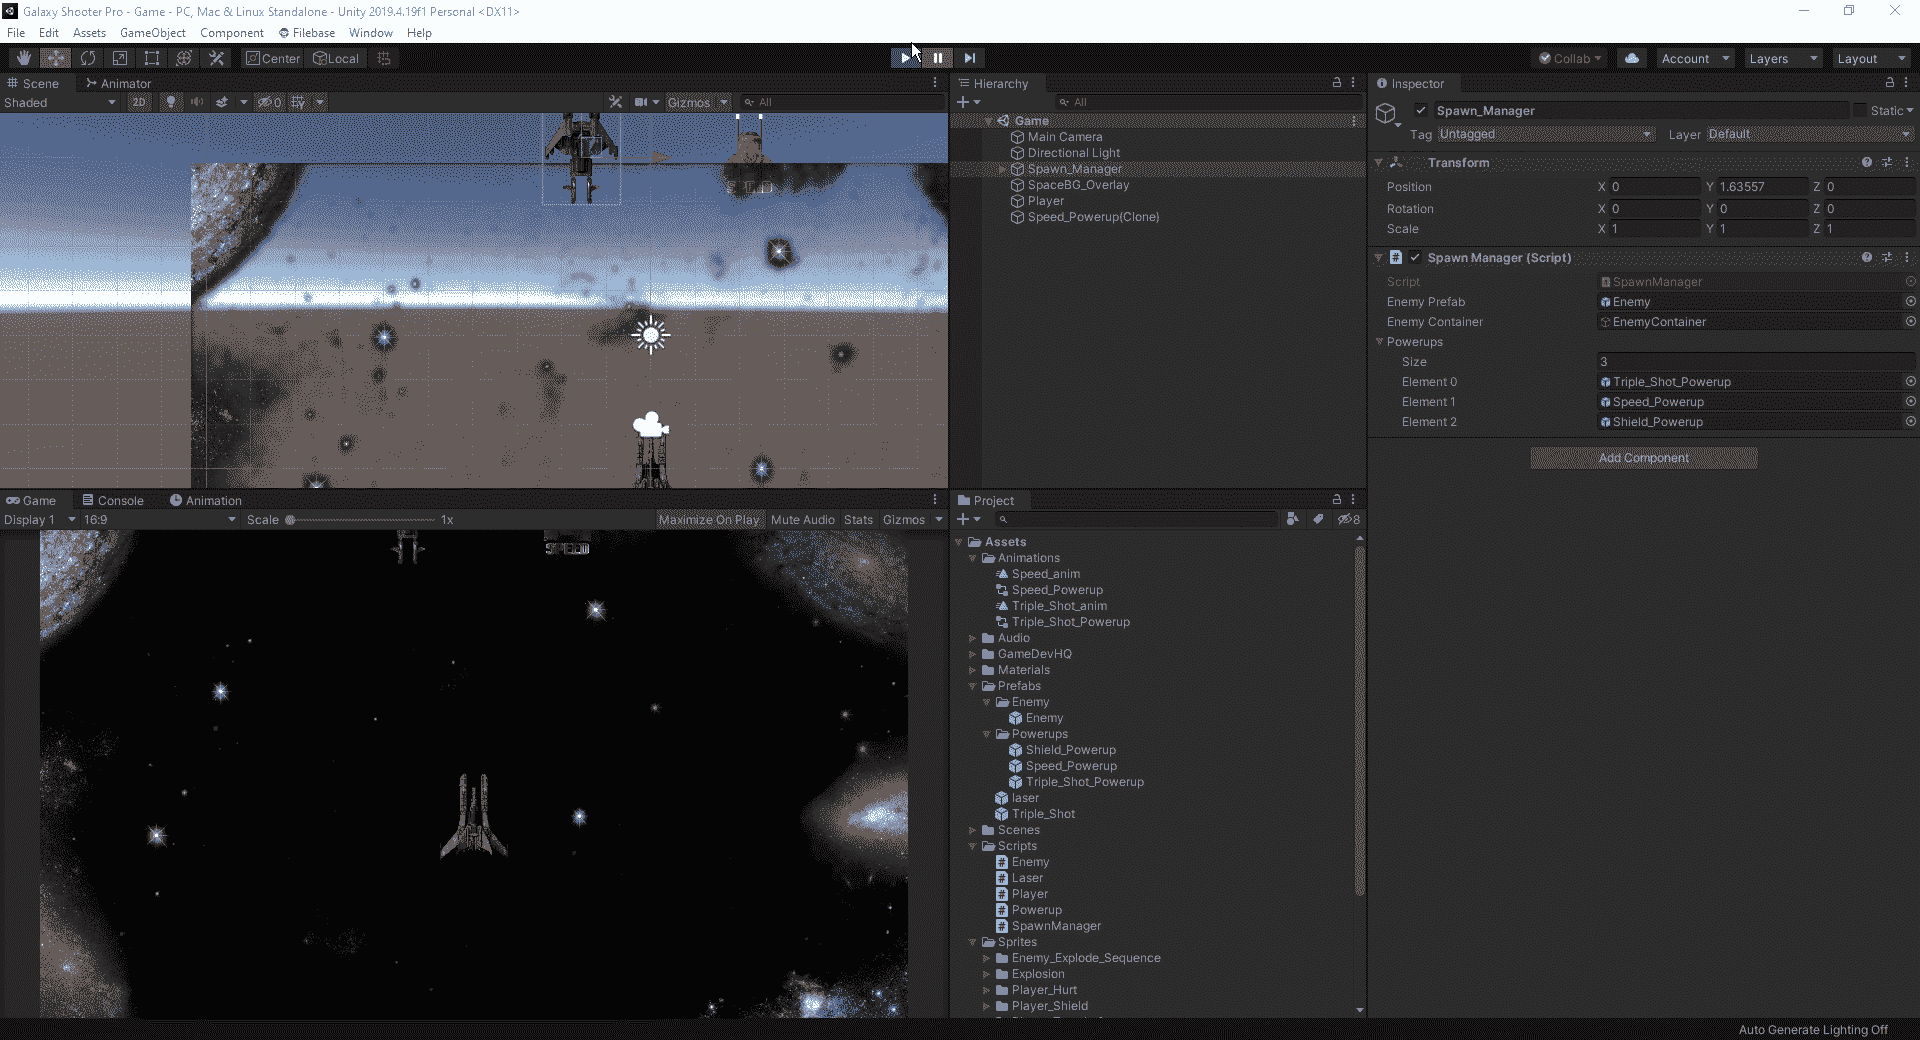 Galaxy Shooter Pro - Game - PC, Mac & Linux Standalone - Unity 2019.4.19f1 Personal <DX11>
File Edit Assets GameObject Component Filebase Window Help
Center Local Collab Account Layers Layout
Scene Animator
Shaded 2D 0 Gizmos All
Game Console Animation
Display 1 16:9 Scale 1x Maximize On Play Mute Audio Stats Gizmos
SPEED
Hierarchy
All
Game
Main Camera
Directional Light
Spawn_Manager
SpaceBG_Overlay
Player
Speed_Powerup(Clone)
Project
8
Assets
Animations
Speed_anim
Speed_Powerup
Triple_Shot_anim
Triple_Shot_Powerup
Audio
GameDevHQ
Materials
Prefabs
Enemy
Enemy
Powerups
Shield_Powerup
Speed_Powerup
Triple_Shot_Powerup
laser
Triple_Shot
Scenes
Scripts
Enemy
Laser
Player
Powerup
SpawnManager
Sprites
Enemy_Explode_Sequence
Explosion
Player_Hurt
Player_Shield
Inspector
Spawn_Manager Static
Tag Untagged Layer Default
Transform
Position X 0 Y 1.63557 Z 0
Rotation X 0 Y 0 Z 0
Scale X 1 Y 1 Z 1
Spawn Manager (Script)
Script SpawnManager
Enemy Prefab Enemy
Enemy Container EnemyContainer
Powerups
Size 3
Element 0 Triple_Shot_Powerup
Element 1 Speed_Powerup
Element 2 Shield_Powerup
Add Component
Auto Generate Lighting Off